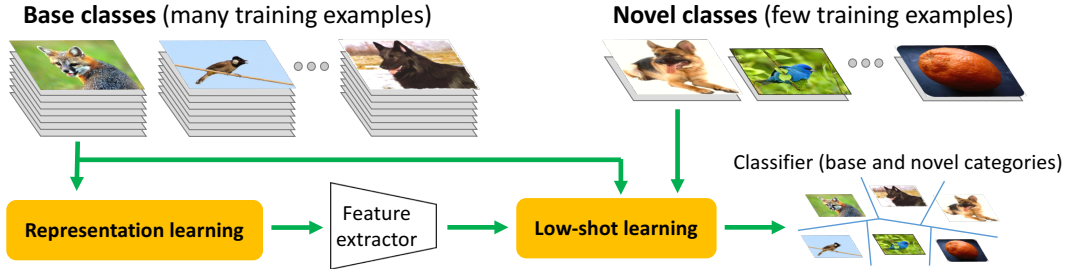 Base classes (many training examples)
Novel classes (few training examples)
Classifier (base and novel categories)
Representation learning
Feature
extractor
Low-shot learning